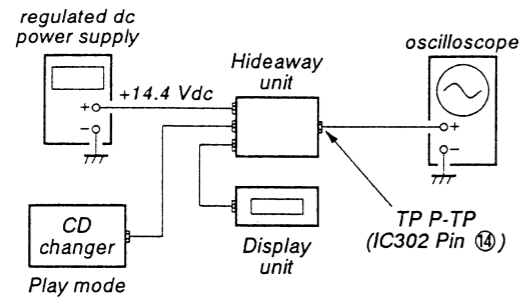 regulated dc
power supply
oscilloscope
Hideaway
unit
+14.4 Vdc
+
−
+
−
CD
changer
Play mode
Display
unit
TP P-TP
(IC302 Pin ⑭)